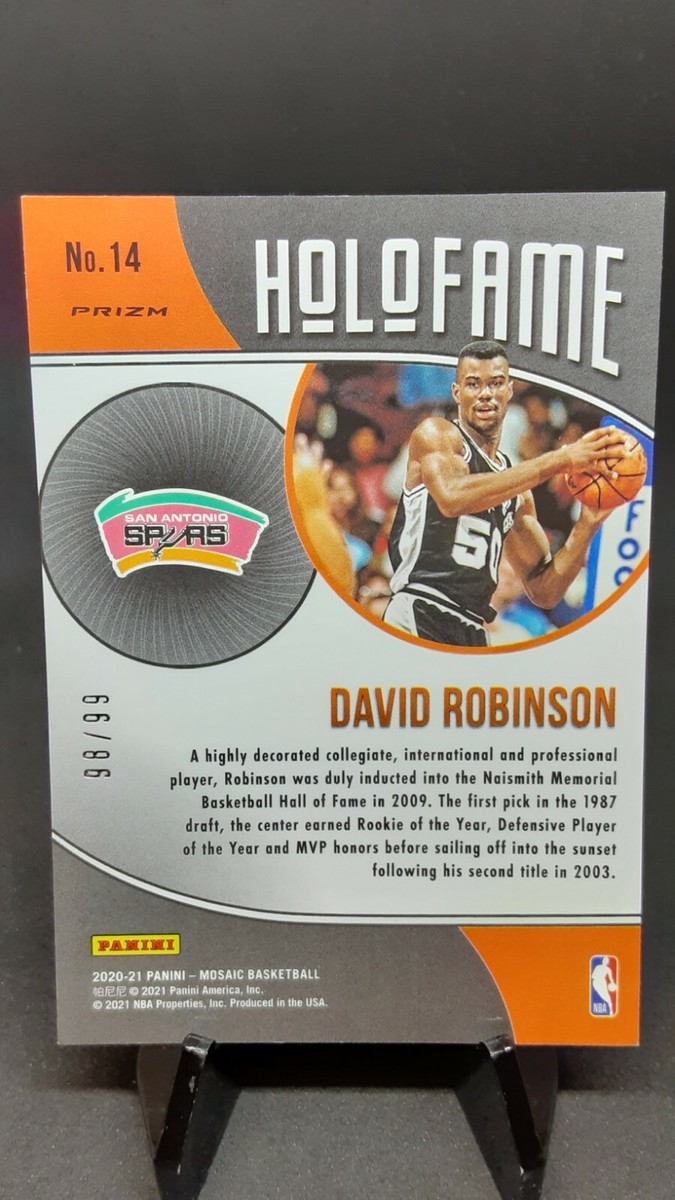 No.14
PRIZM
HOLOFAME
SAN ANTONIO
SPURS
50
FOC
98/99
DAVID ROBINSON
A highly decorated collegiate, international and professional
player, Robinson was duly inducted into the Naismith Memorial
Basketball Hall of Fame in 2009. The first pick in the 1987
draft, the center earned Rookie of the Year, Defensive Player
of the Year and MVP honors before sailing off into the sunset
following his second title in 2003.
PANINI
2020-21 PANINI – MOSAIC BASKETBALL
帕尼尼 © 2021 Panini America, Inc.
© 2021 NBA Properties, Inc. Produced in the USA.
NBA